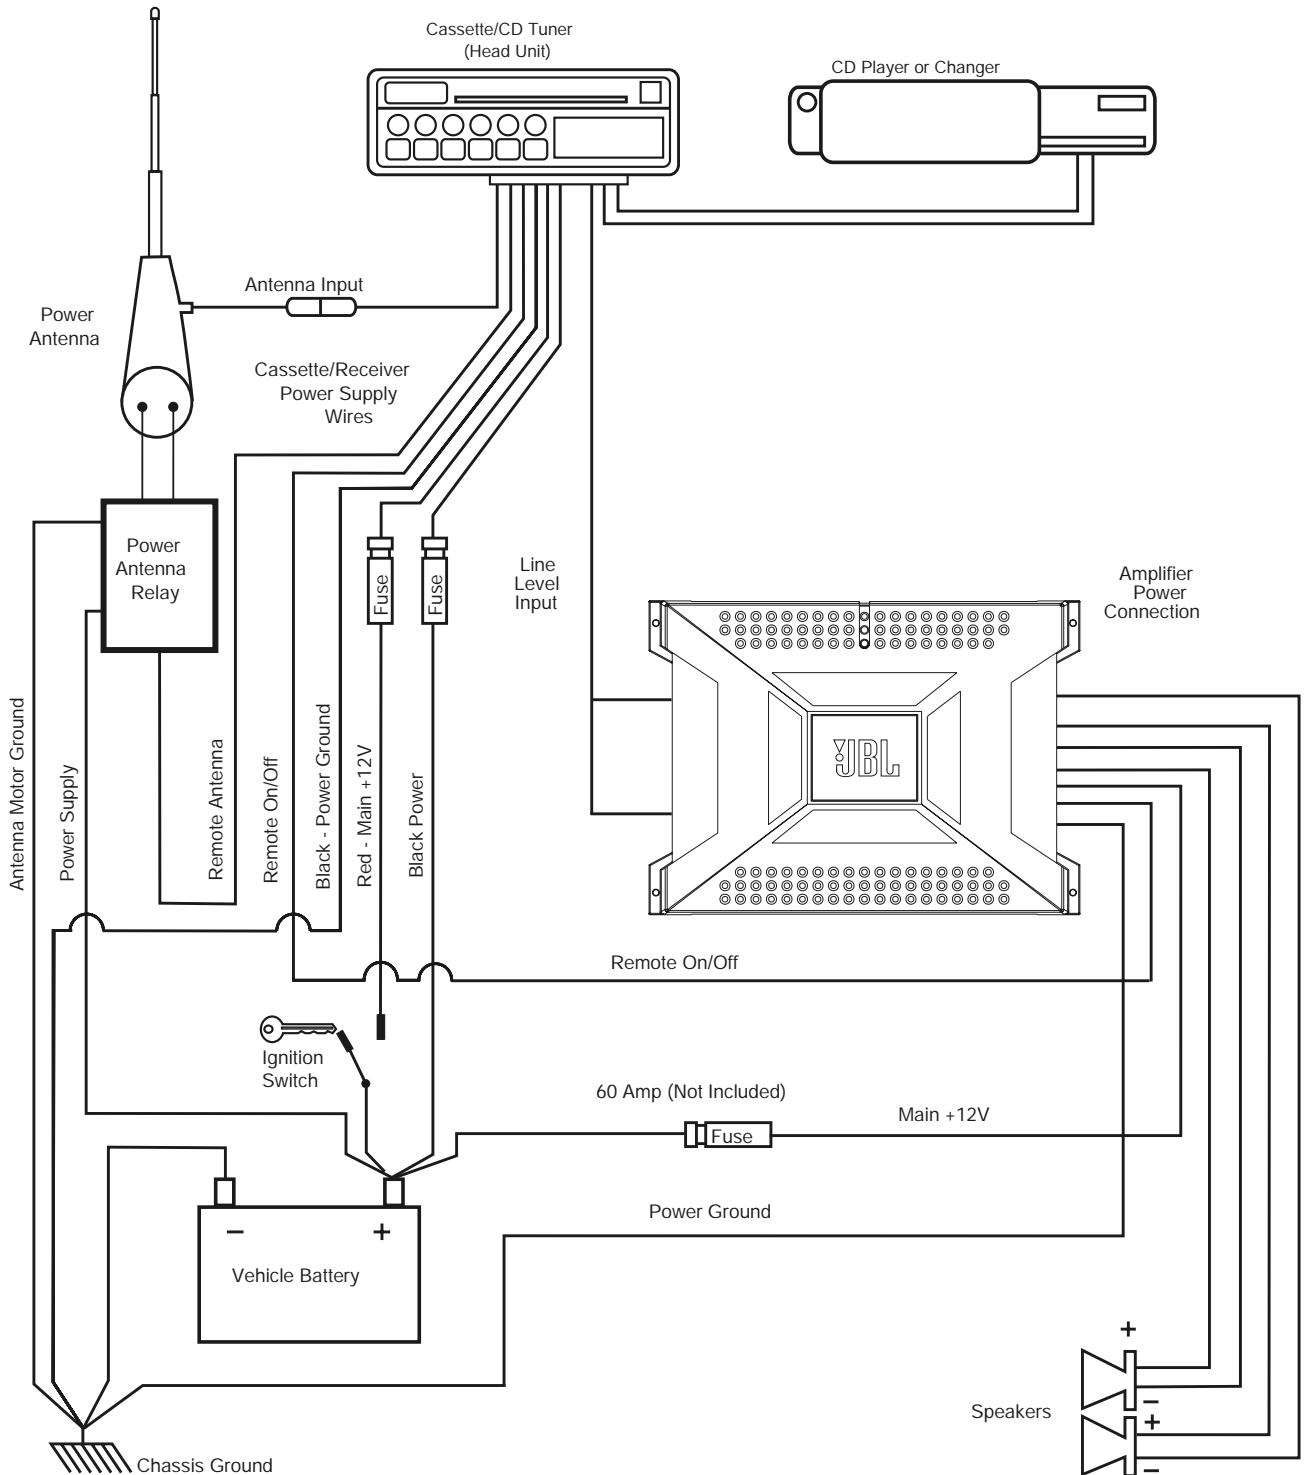 Cassette/CD Tuner
(Head Unit)
CD Player or Changer
Antenna Input
Power
Antenna
Cassette/Receiver
Power Supply
Wires
Power
Antenna
Relay
Fuse
Fuse
Line
Level
Input
Amplifier
Power
Connection
JBL
Antenna Motor Ground
Power Supply
Remote Antenna
Remote On/Off
Black - Power Ground
Red - Main +12V
Black Power
Remote On/Off
Ignition
Switch
60 Amp (Not Included)
Fuse
Main +12V
Power Ground
− +
Vehicle Battery
+
−
Speakers
+
−
Chassis Ground